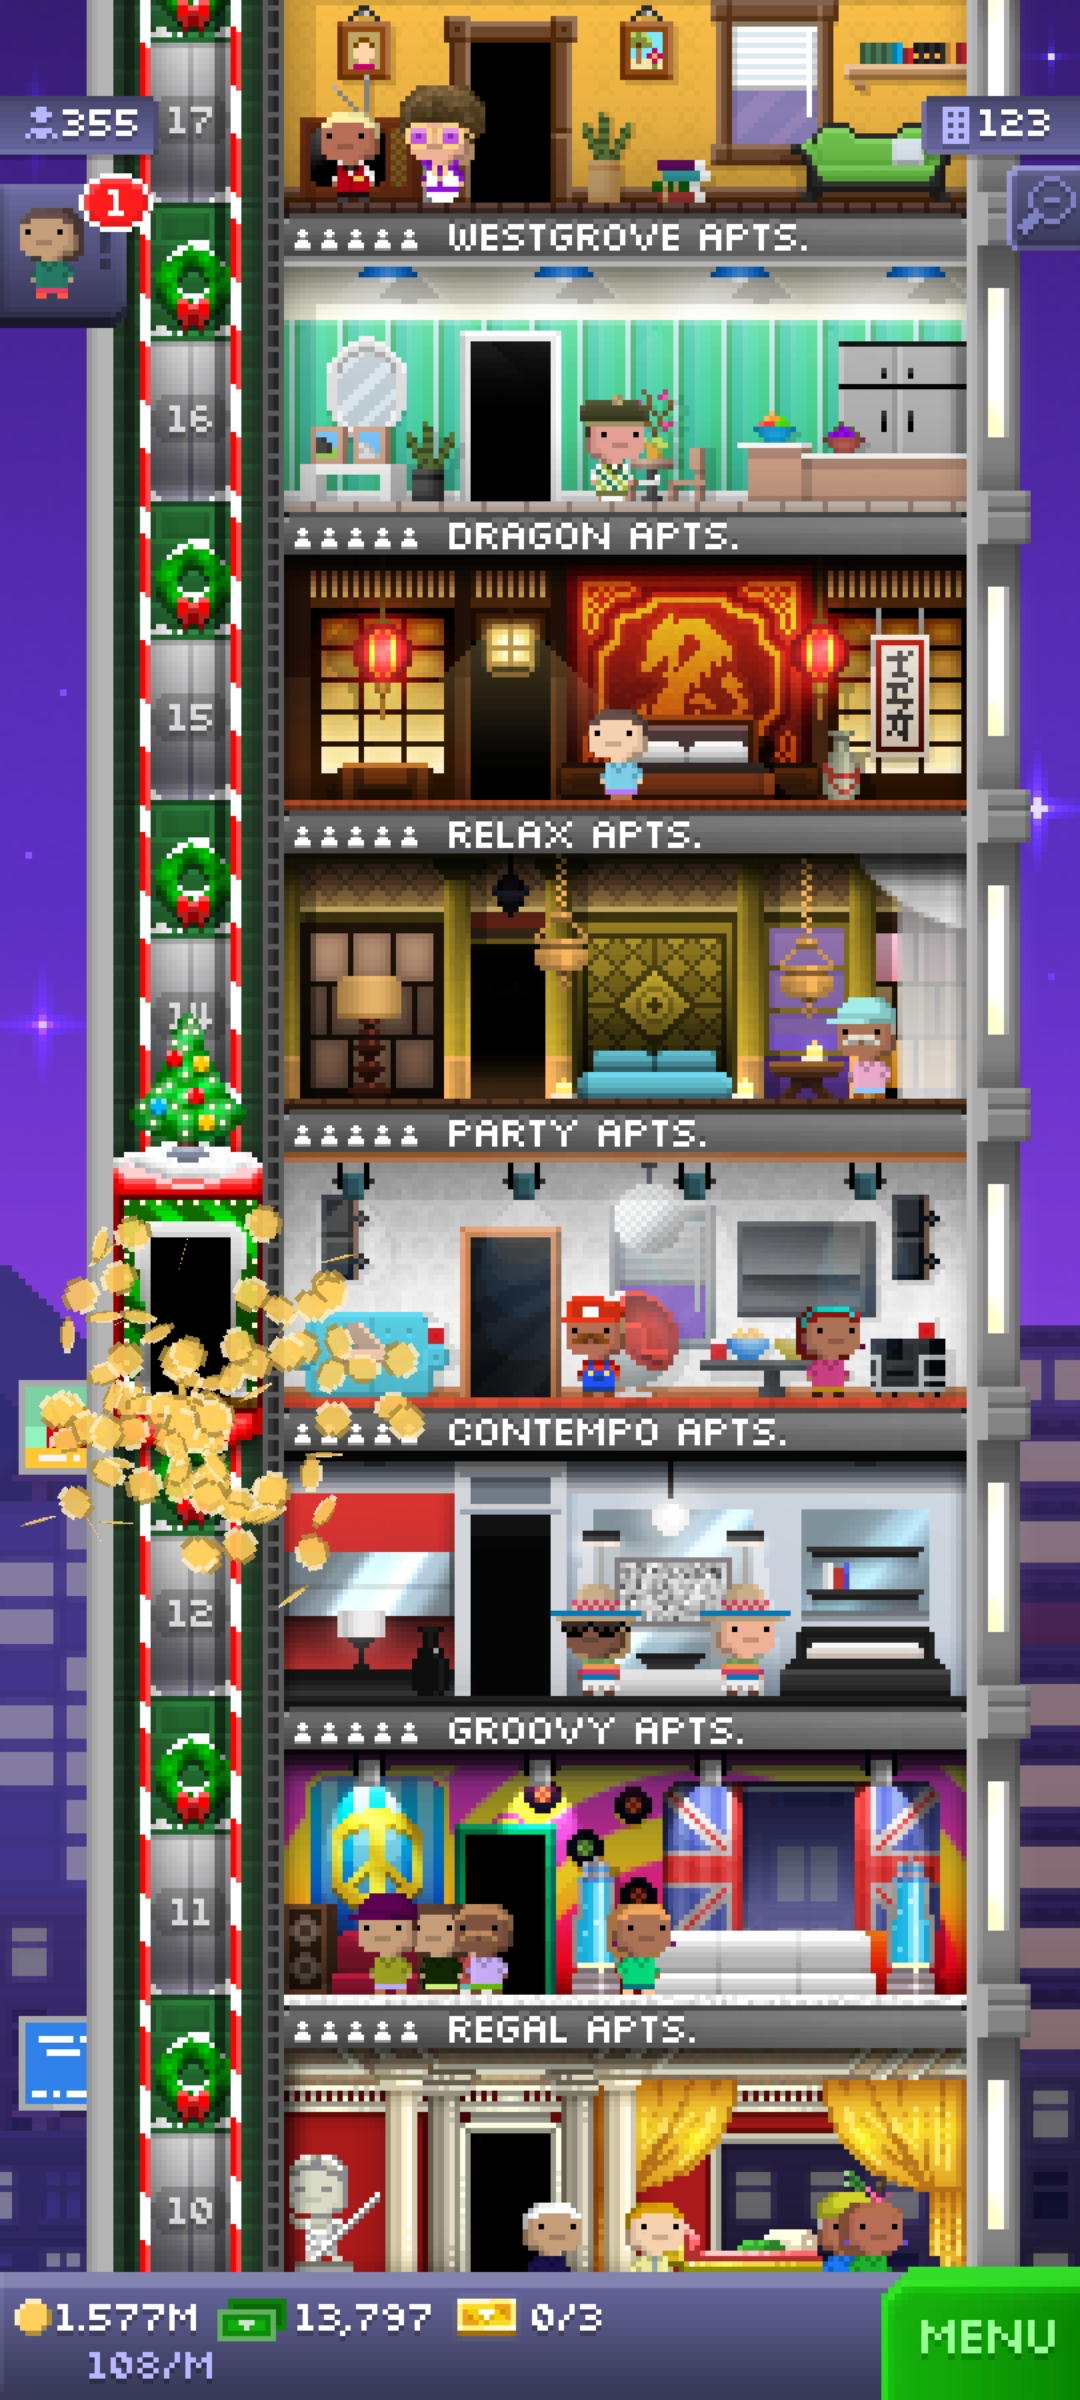 17
355
123
1
WESTGROVE APTS.
16
DRAGON APTS.
15
RELAX APTS.
14
PARTY APTS.
CONTEMPO APTS.
12
GROOVY APTS.
11
REGAL APTS.
10
1.577M 13,797 0/3
MENU
108/M